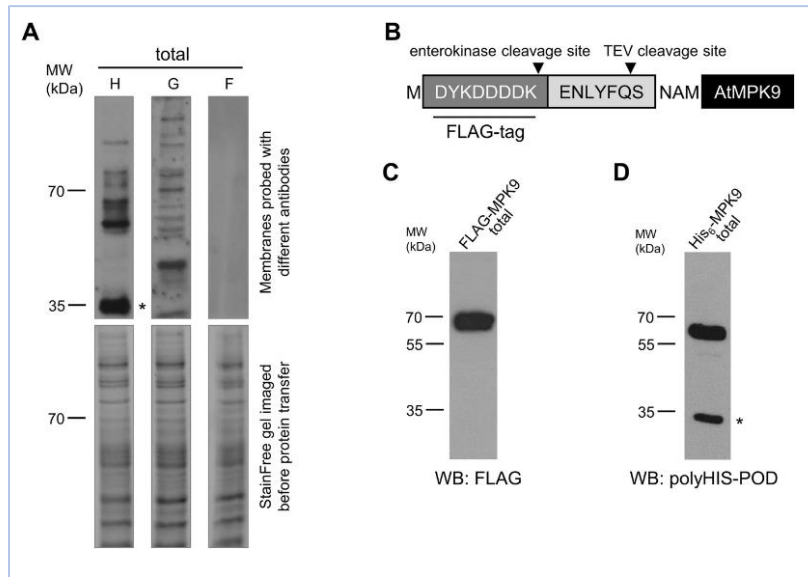 A
total
MW
(kDa)
H G F
70
35
*
Membranes probed with
different antibodies
70
StainFree gel imaged
before protein transfer
B
enterokinase cleavage site TEV cleavage site
M DYKDDDDK ENLYFQS NAM AtMPK9
FLAG-tag
C
MW
(kDa)
FLAG-MPK9
total
70
55
35
WB: FLAG
D
MW
(kDa)
His₆-MPK9
total
70
55
35
*
WB: polyHIS-POD